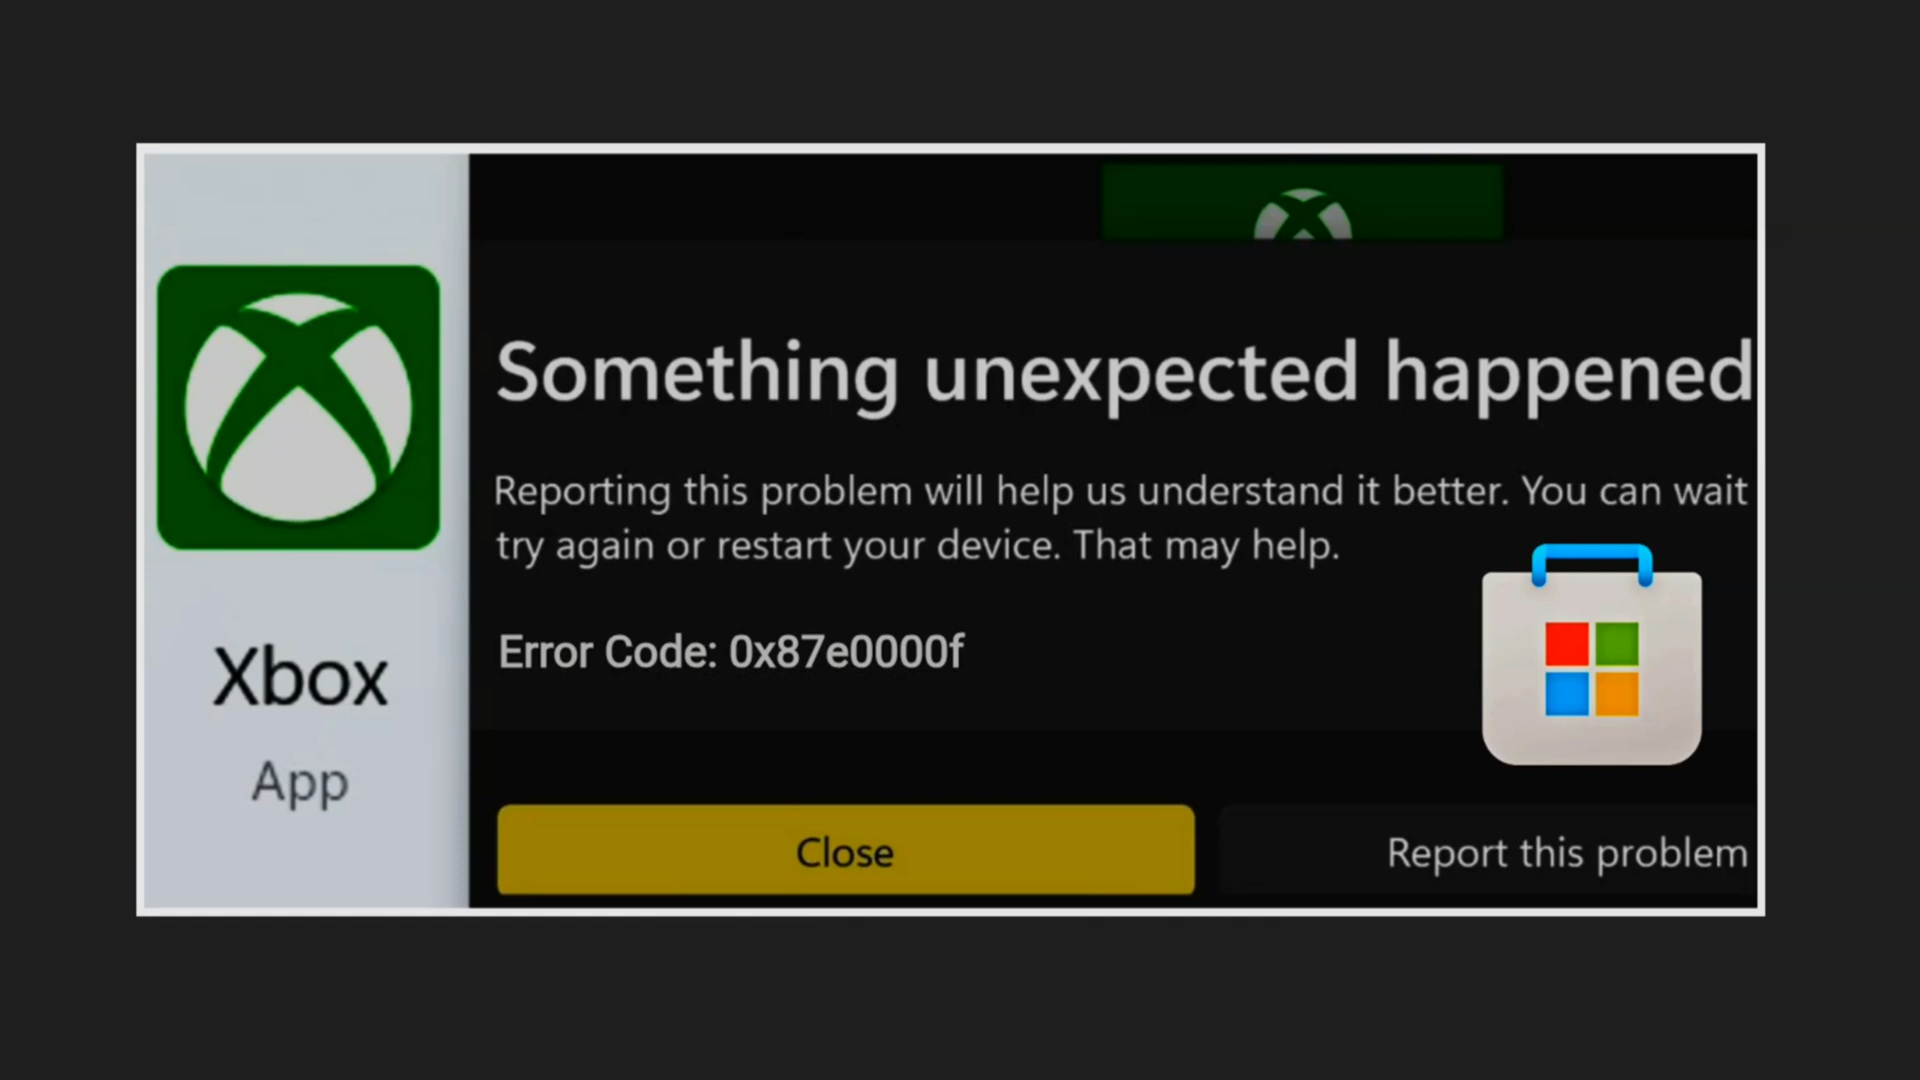 Something unexpected happened
Reporting this problem will help us understand it better. You can wait
try again or restart your device. That may help.
Error Code: 0x87e0000f
Xbox
App
Close
Report this problem